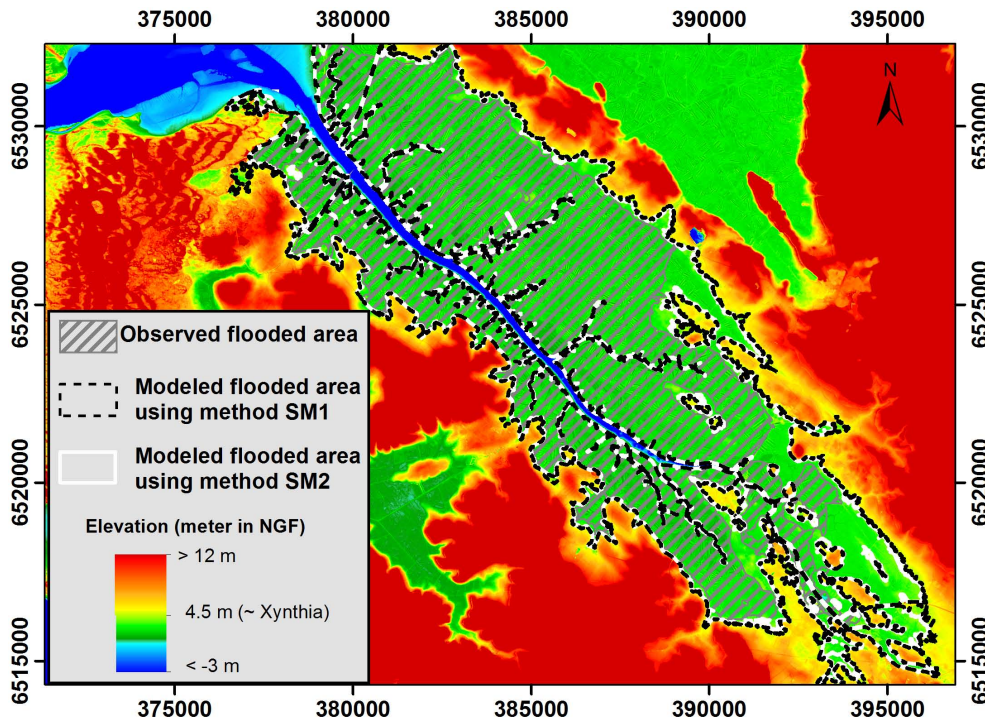 375000 380000 385000 390000 395000
N
6530000 6530000
6525000 6525000
6520000 6520000
6515000 6515000
Observed flooded area
Modeled flooded area
using method SM1
Modeled flooded area
using method SM2
Elevation (meter in NGF)
> 12 m
4.5 m (~ Xynthia)
< -3 m
375000 380000 385000 390000 395000